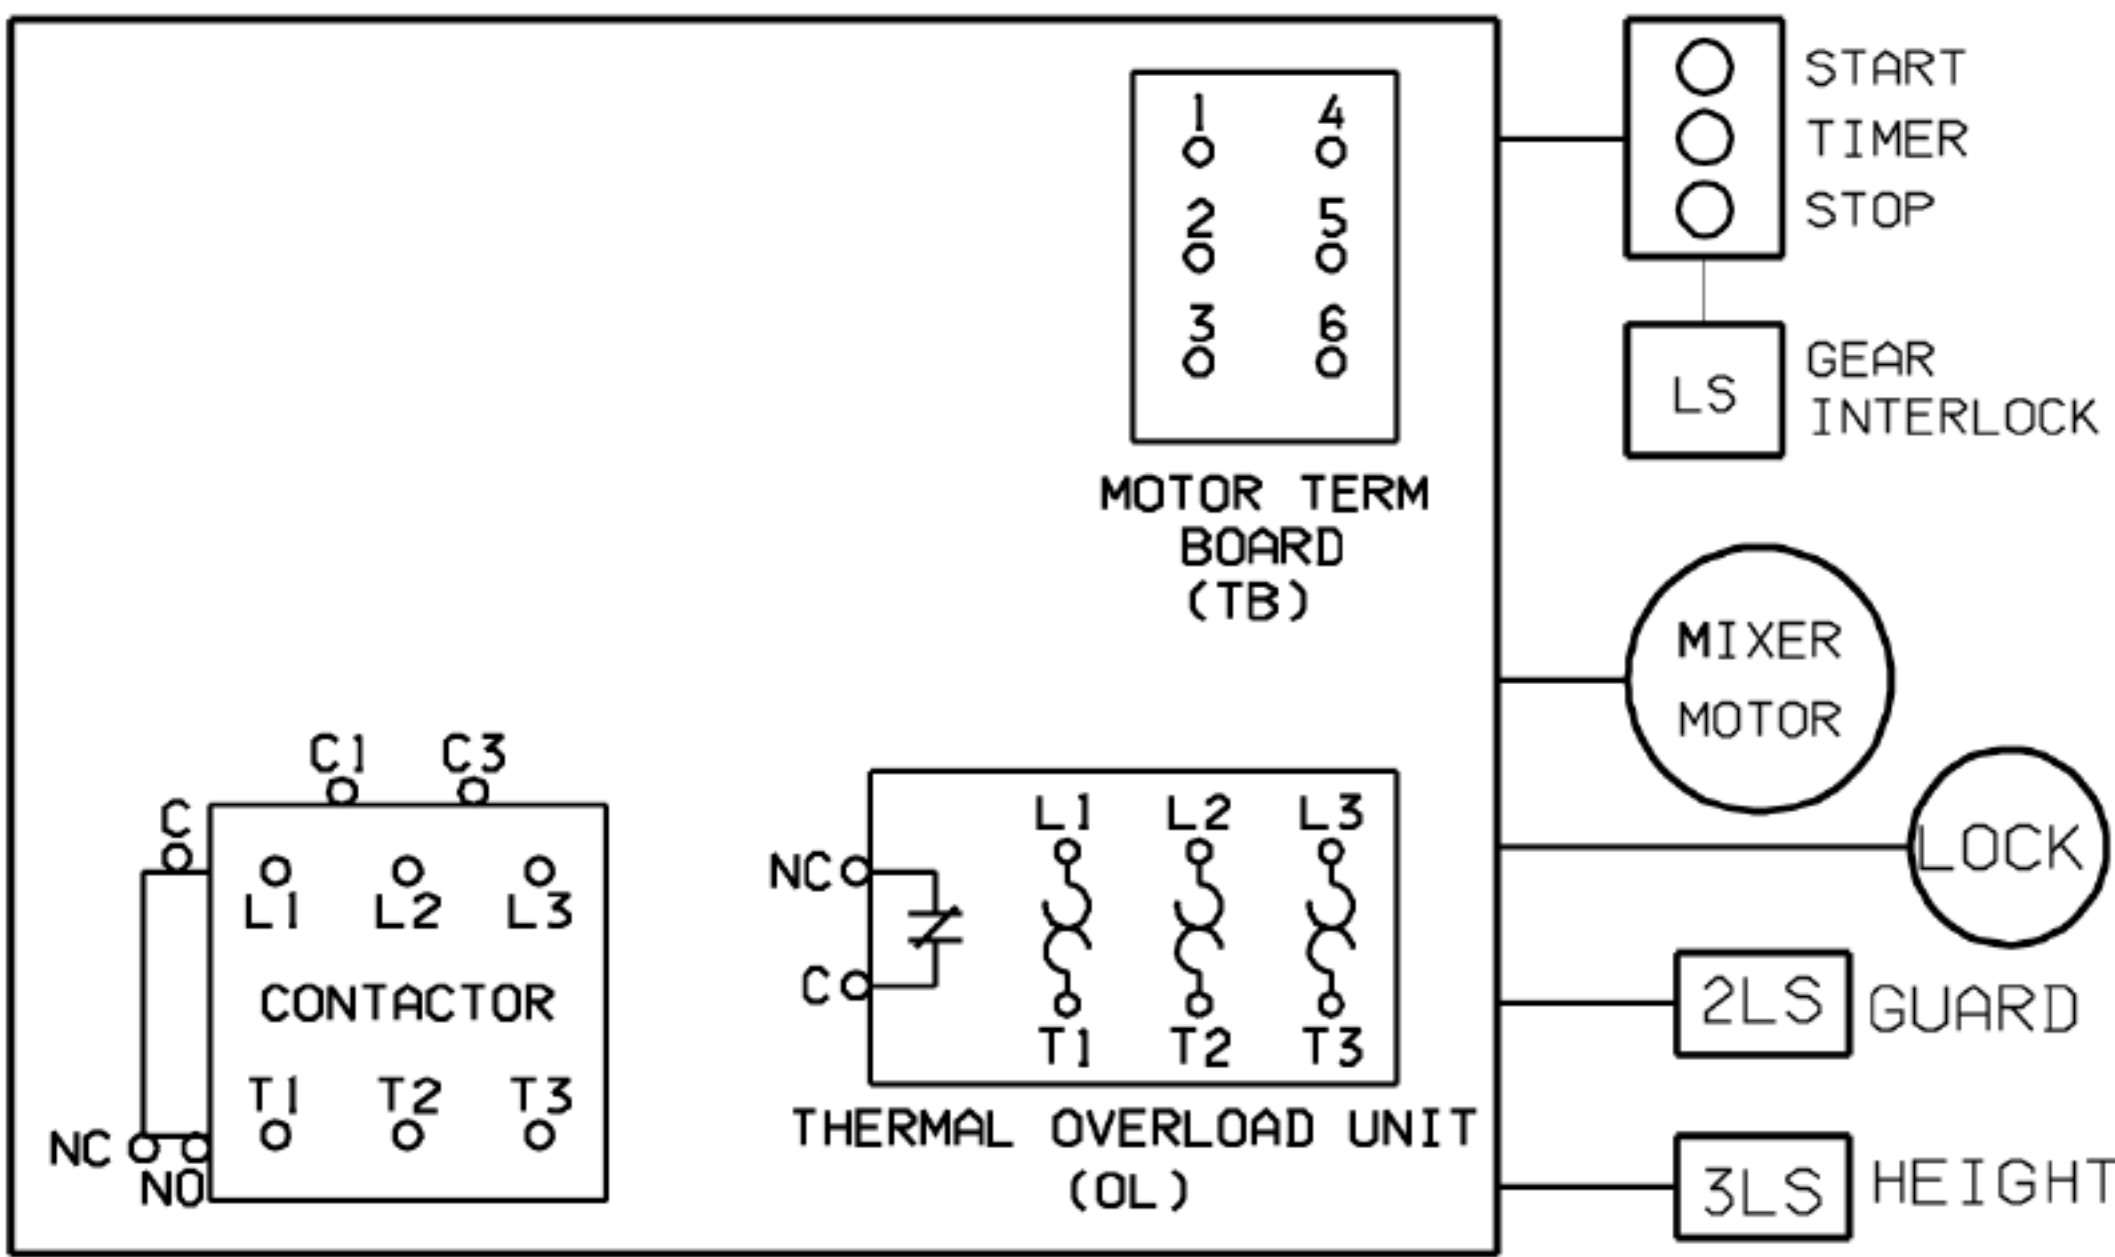 START
TIMER
STOP
1 4
2 5
3 6
MOTOR TERM
BOARD
(TB)
LS
GEAR
INTERLOCK
MIXER
MOTOR
LOCK
2LS GUARD
3LS HEIGHT
C1 C3
C
L1 L2 L3
CONTACTOR
T1 T2 T3
NC
NO
L1 L2 L3
NC
C
T1 T2 T3
THERMAL OVERLOAD UNIT
(OL)